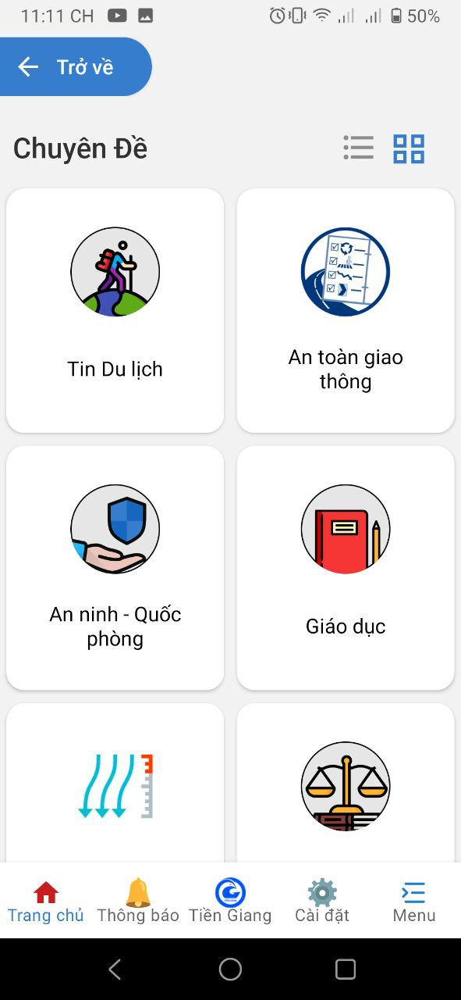 11:11 CH
50%
Trở về
Chuyên Đề
Tin Du lịch
An toàn giao
thông
An ninh - Quốc
phòng
Giáo dục
Trang chủ
Thông báo
Tiền Giang
Cài đặt
Menu